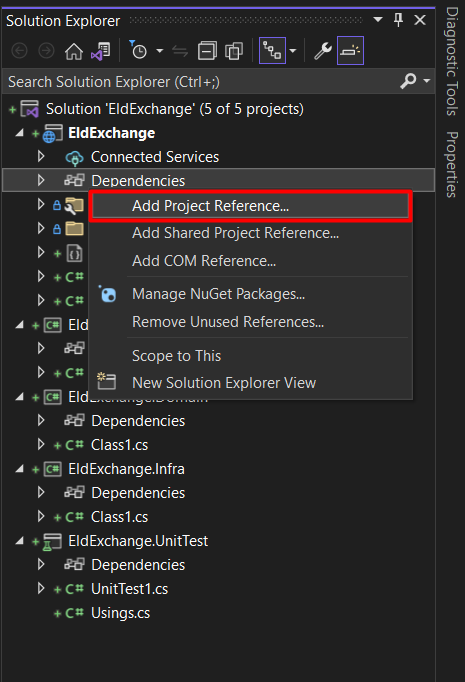 Solution Explorer
Search Solution Explorer (Ctrl+;)
Solution 'EldExchange' (5 of 5 projects)
EldExchange
Connected Services
Dependencies
Add Project Reference...
Add Shared Project Reference...
Add COM Reference...
Manage NuGet Packages...
Remove Unused References...
Scope to This
New Solution Explorer View
{ }
C#
C#
C# Eld
C#
C# EldExchange.Domain
Dependencies
C# Class1.cs
C# EldExchange.Infra
Dependencies
C# Class1.cs
EldExchange.UnitTest
Dependencies
C# UnitTest1.cs
C# Usings.cs
Diagnostic Tools
Properties